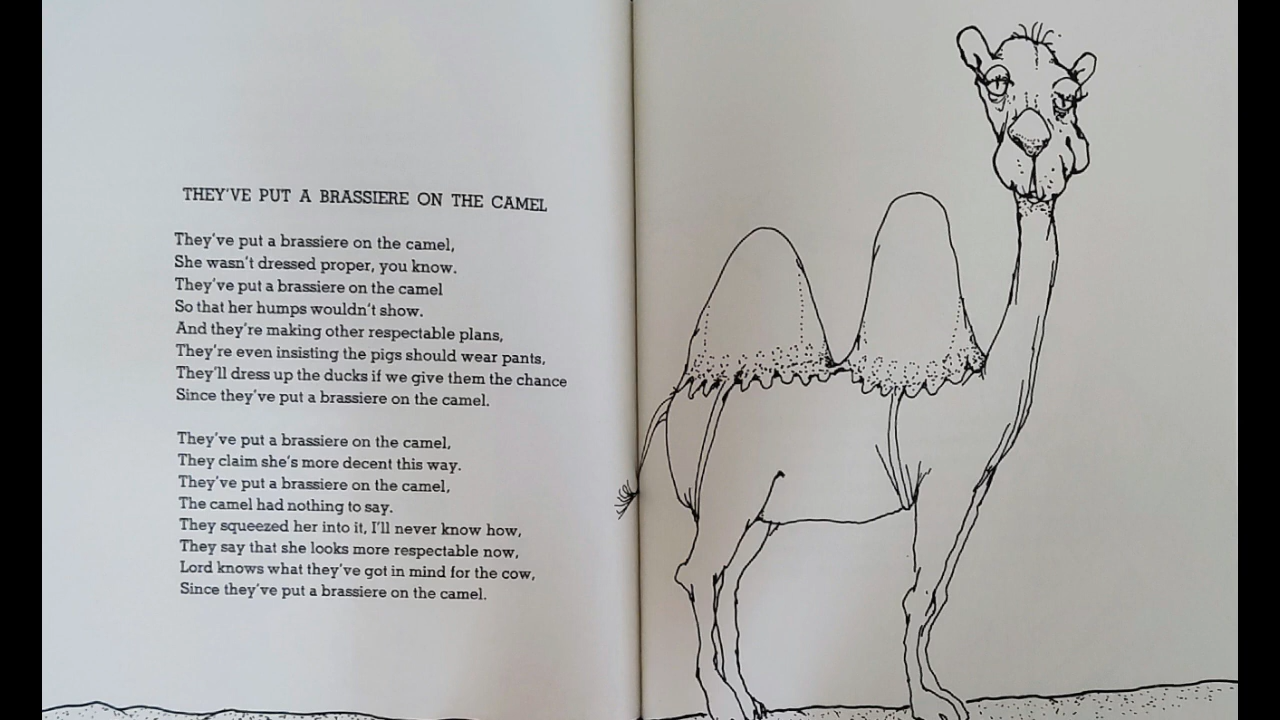 THEY'VE PUT A BRASSIERE ON THE CAMEL
They've put a brassiere on the camel,
She wasn't dressed proper, you know.
They've put a brassiere on the camel
So that her humps wouldn't show.
And they're making other respectable plans,
They're even insisting the pigs should wear pants,
They'll dress up the ducks if we give them the chance
Since they've put a brassiere on the camel.
They've put a brassiere on the camel,
They claim she's more decent this way.
They've put a brassiere on the camel,
The camel had nothing to say.
They squeezed her into it, I'll never know how,
They say that she looks more respectable now,
Lord knows what they've got in mind for the cow,
Since they've put a brassiere on the camel.